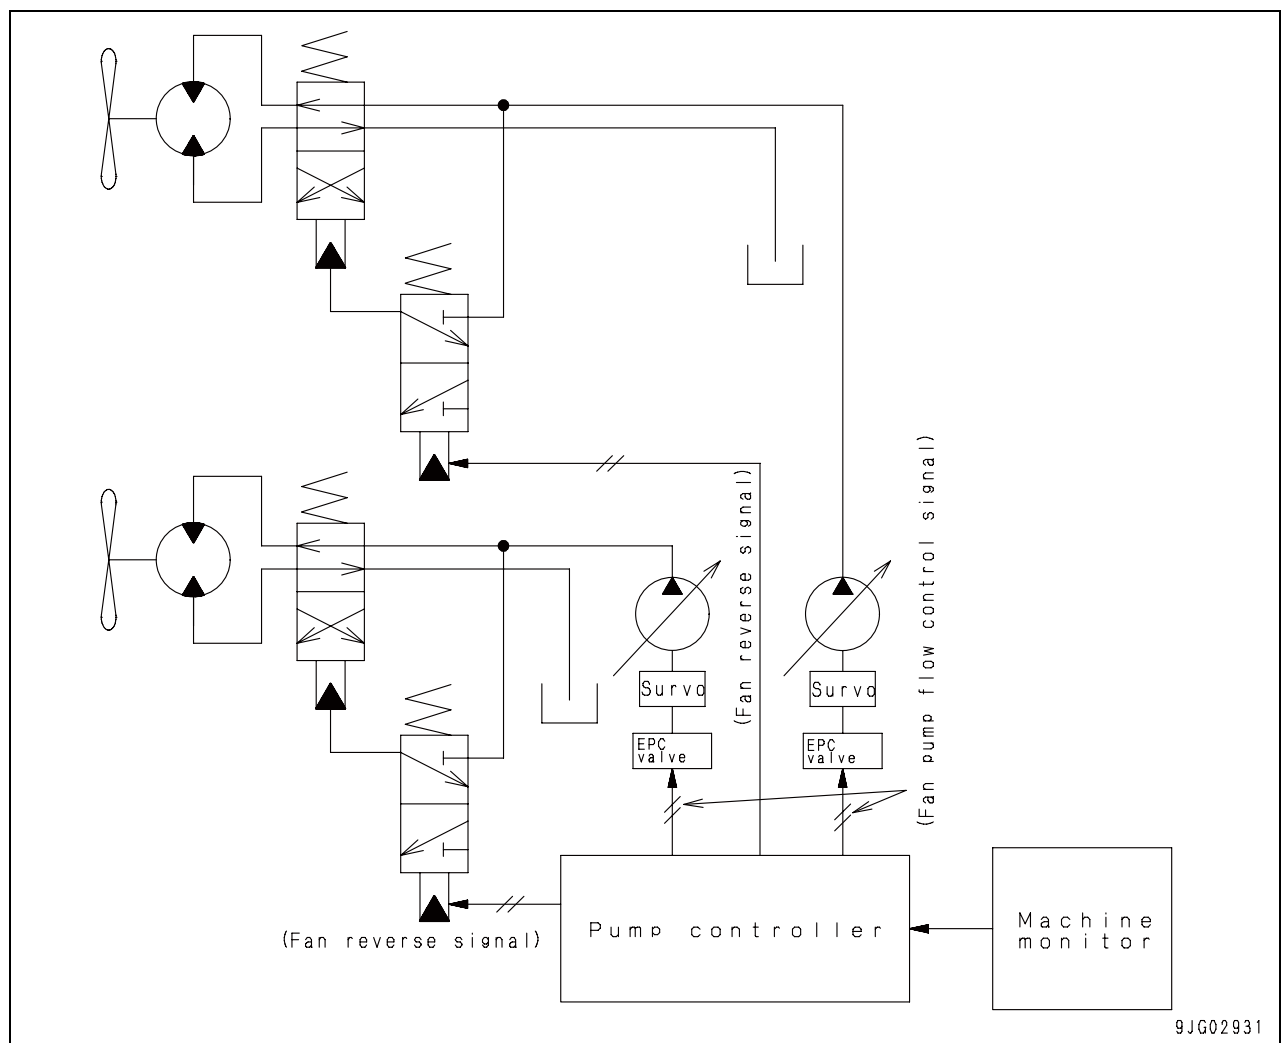 (Fan reverse signal)
(Fan pump flow control signal)
Survo
Survo
EPC
valve
EPC
valve
Pump controller
Machine
monitor
(Fan reverse signal)
9JG02931